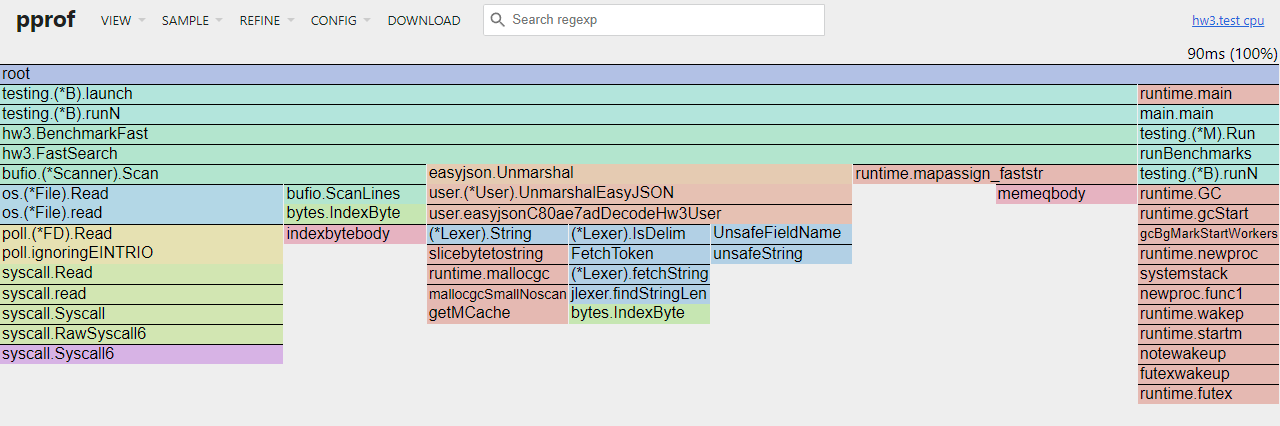 pprof VIEW SAMPLE REFINE CONFIG DOWNLOAD Search regexp hw3.test cpu
90ms (100%)
root
testing.(*B).launch runtime.main
testing.(*B).runN main.main
hw3.BenchmarkFast testing.(*M).Run
hw3.FastSearch runBenchmarks
bufio.(*Scanner).Scan easyjson.Unmarshal runtime.mapassign_faststr testing.(*B).runN
os.(*File).Read bufio.ScanLines user.(*User).UnmarshalEasyJSON memeqbody runtime.GC
os.(*File).read bytes.IndexByte user.easyjsonC80ae7adDecodeHw3User runtime.gcStart
poll.(*FD).Read indexbytebody (*Lexer).String (*Lexer).IsDelim UnsafeFieldName gcBgMarkStartWorkers
poll.ignoringEINTRIO slicebytetostring FetchToken unsafeString runtime.newproc
syscall.Read runtime.mallocgc (*Lexer).fetchString systemstack
syscall.read mallocgcSmallNoscan jlexer.findStringLen newproc.func1
syscall.Syscall getMCache bytes.IndexByte runtime.wakep
syscall.RawSyscall6 runtime.startm
syscall.Syscall6 notewakeup
futexwakeup
runtime.futex